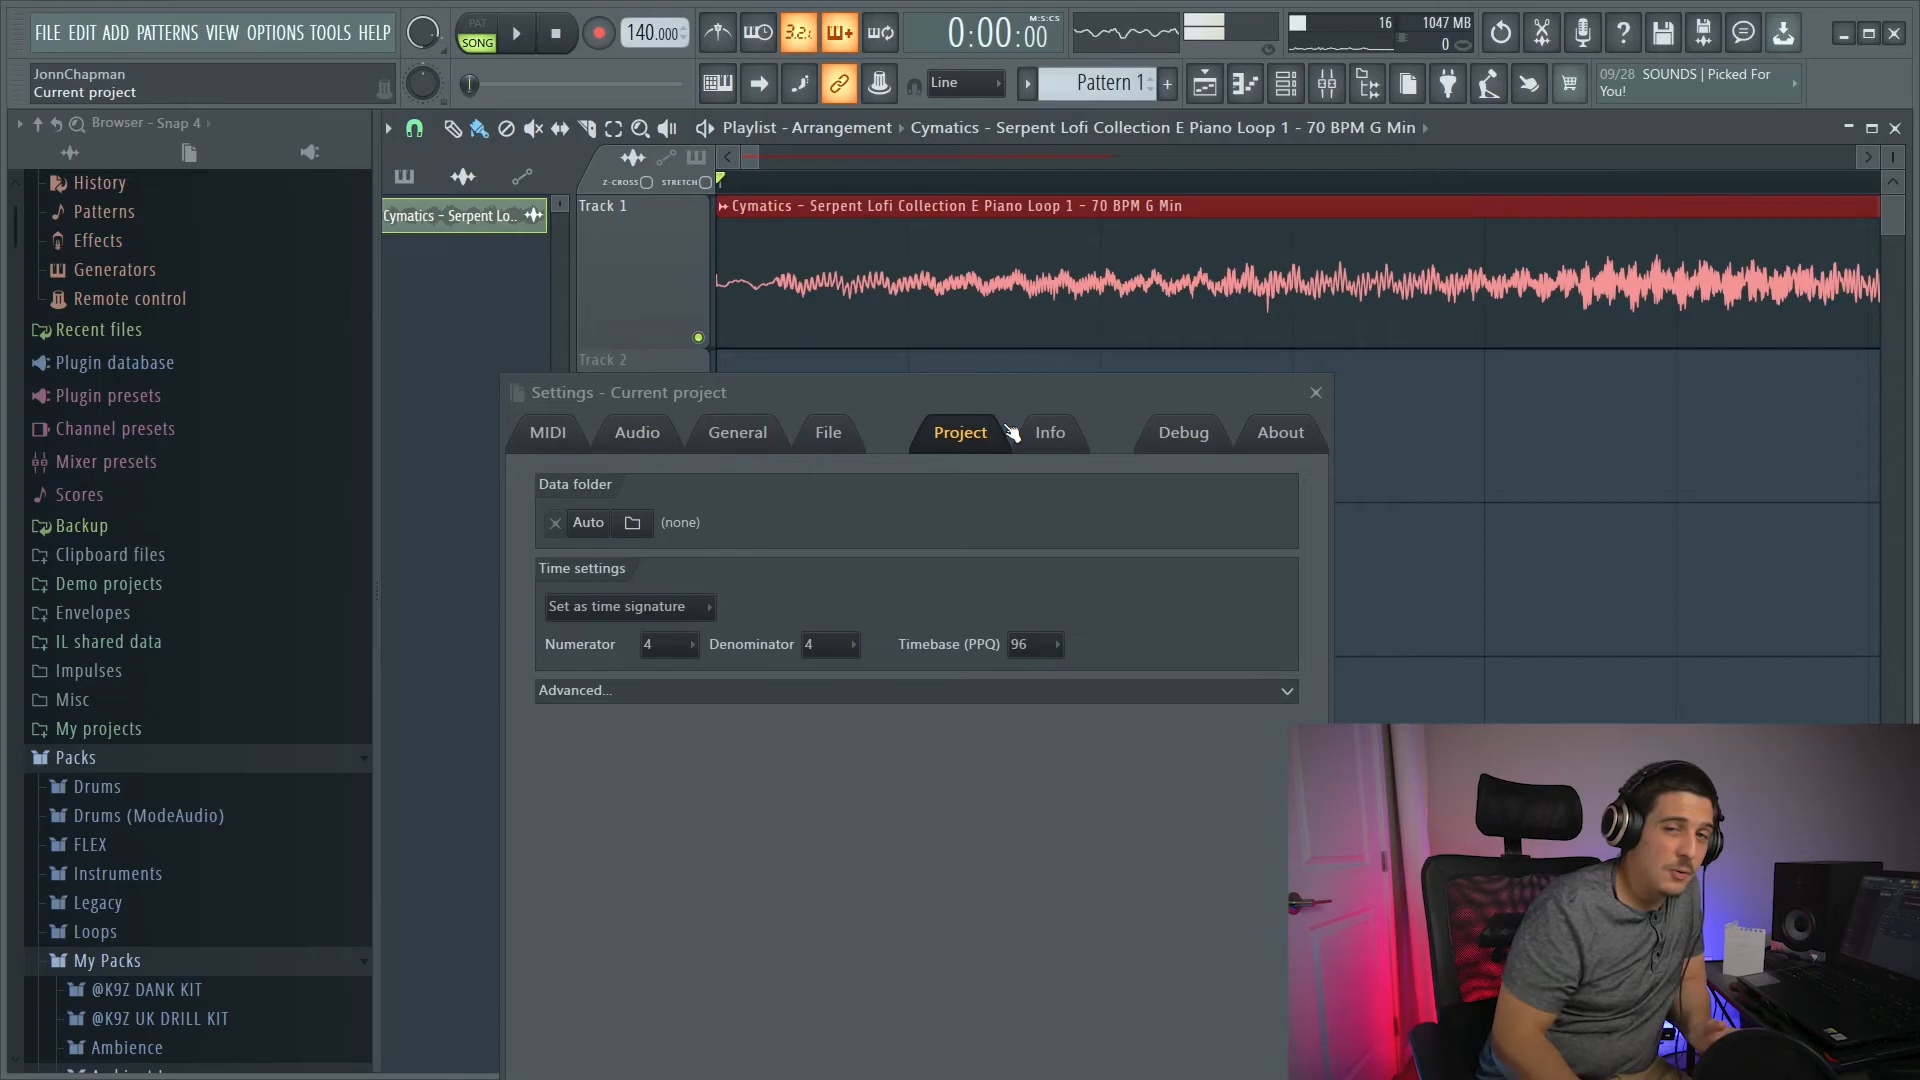 FILE EDIT ADD PATTERNS VIEW OPTIONS TOOLS HELP
PAT
SONG
140.000
3.2.
0:00:00
M:S:CS
16
1047 MB
0
JonnChapman
Current project
Line
Pattern 1
+
09/28 SOUNDS | Picked For
You!
Browser - Snap 4
Playlist - Arrangement
Cymatics - Serpent Lofi Collection E Piano Loop 1 - 70 BPM G Min
Z-CROSS
STRETCH
Cymatics - Serpent Lo..
Track 1
Cymatics - Serpent Lofi Collection E Piano Loop 1 - 70 BPM G Min
Track 2
History
Patterns
Effects
Generators
Remote control
Recent files
Plugin database
Plugin presets
Channel presets
Mixer presets
Scores
Backup
Clipboard files
Demo projects
Envelopes
IL shared data
Impulses
Misc
My projects
Packs
Drums
Drums (ModeAudio)
FLEX
Instruments
Legacy
Loops
My Packs
@K9Z DANK KIT
@K9Z UK DRILL KIT
Ambience
Settings - Current project
MIDI
Audio
General
File
Project
Info
Debug
About
Data folder
Auto
(none)
Time settings
Set as time signature
Numerator
4
Denominator
4
Timebase (PPQ)
96
Advanced...